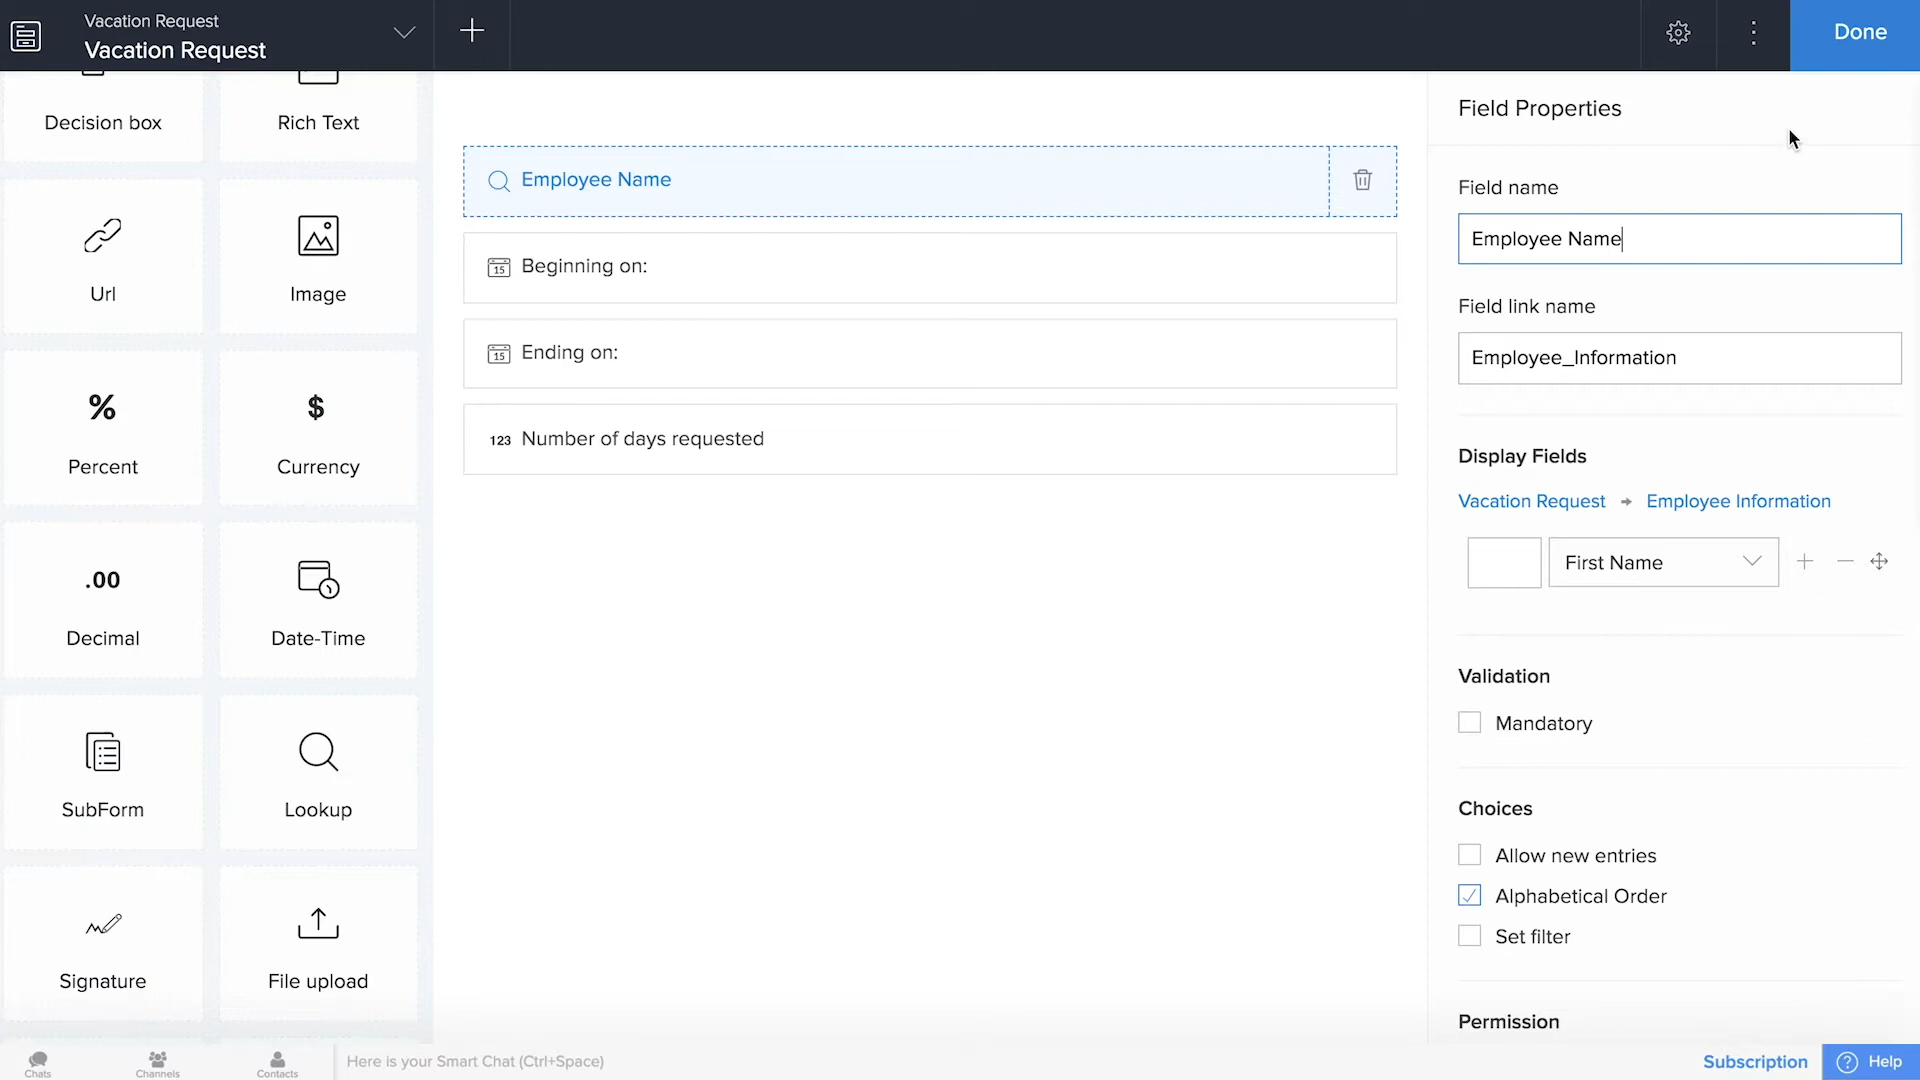 Vacation Request
Vacation Request
Done
Decision box
Rich Text
Url
Image
%
$
Percent
Currency
.00
Decimal
Date-Time
SubForm
Lookup
Signature
File upload
Employee Name
15 Beginning on:
15 Ending on:
123 Number of days requested
Field Properties
Field name
Employee Name
Field link name
Employee_Information
Display Fields
Vacation Request
Employee Information
First Name
Validation
Mandatory
Choices
Allow new entries
Alphabetical Order
Set filter
Permission
Chats
Channels
Contacts
Here is your Smart Chat (Ctrl+Space)
Subscription
? Help